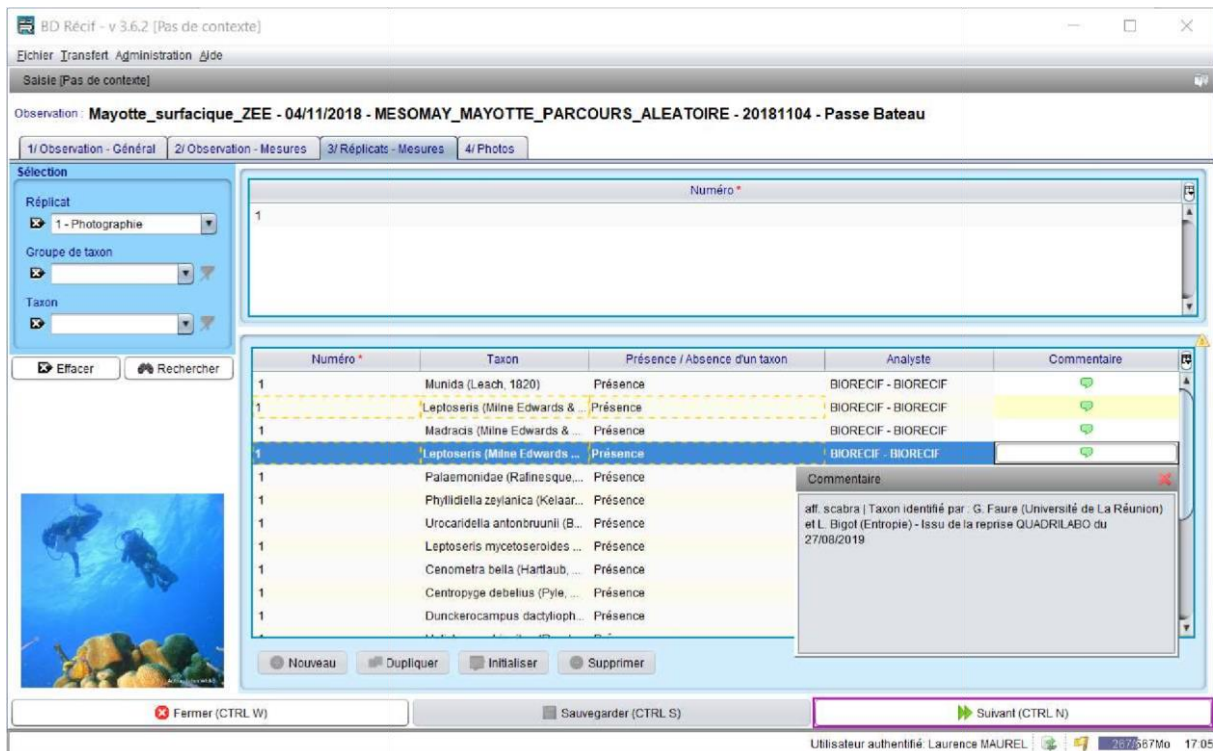 BD Récif - v 3.6.2 [Pas de contexte]
Fichier Transfert Administration Aide
Saisie [Pas de contexte]
Observation : Mayotte_surfacique_ZEE - 04/11/2018 - MESOMAY_MAYOTTE_PARCOURS_ALEATOIRE - 20181104 - Passe Bateau
1/ Observation - Général 2/ Observation - Mesures 3/ Réplicats - Mesures 4/ Photos
Sélection
Réplicat
1 - Photographie
Groupe de taxon
Taxon
Effacer Rechercher
Numéro *
1
Numéro * Taxon Présence / Absence d'un taxon Analyste Commentaire
1 Munida (Leach, 1820) Présence BIORECIF - BIORECIF
1 Leptoseris (Milne Edwards & ... Présence BIORECIF - BIORECIF
1 Madracis (Milne Edwards & ... Présence BIORECIF - BIORECIF
1 Leptoseris (Milne Edwards ... Présence BIORECIF - BIORECIF
1 Palaemonidae (Rafinesque,... Présence
1 Phyllidiella zeylanica (Kelaar... Présence
1 Urocaridella antonbruunii (B... Présence
1 Leptoseris mycetoseroides ... Présence
1 Cenometra bella (Hartlaub, ... Présence
1 Centropyge debelius (Pyle, ... Présence
1 Dunckerocampus dactylioph... Présence
Commentaire
aff. scabra | Taxon identifié par : G. Faure (Université de La Réunion)
et L. Bigot (Entropie) - Issu de la reprise QUADRILABO du
27/08/2019
Nouveau Dupliquer Initialiser Supprimer
Fermer (CTRL W) Sauvegarder (CTRL S) Suivant (CTRL N)
Utilisateur authentifié: Laurence MAUREL 267/567Mo 17:05